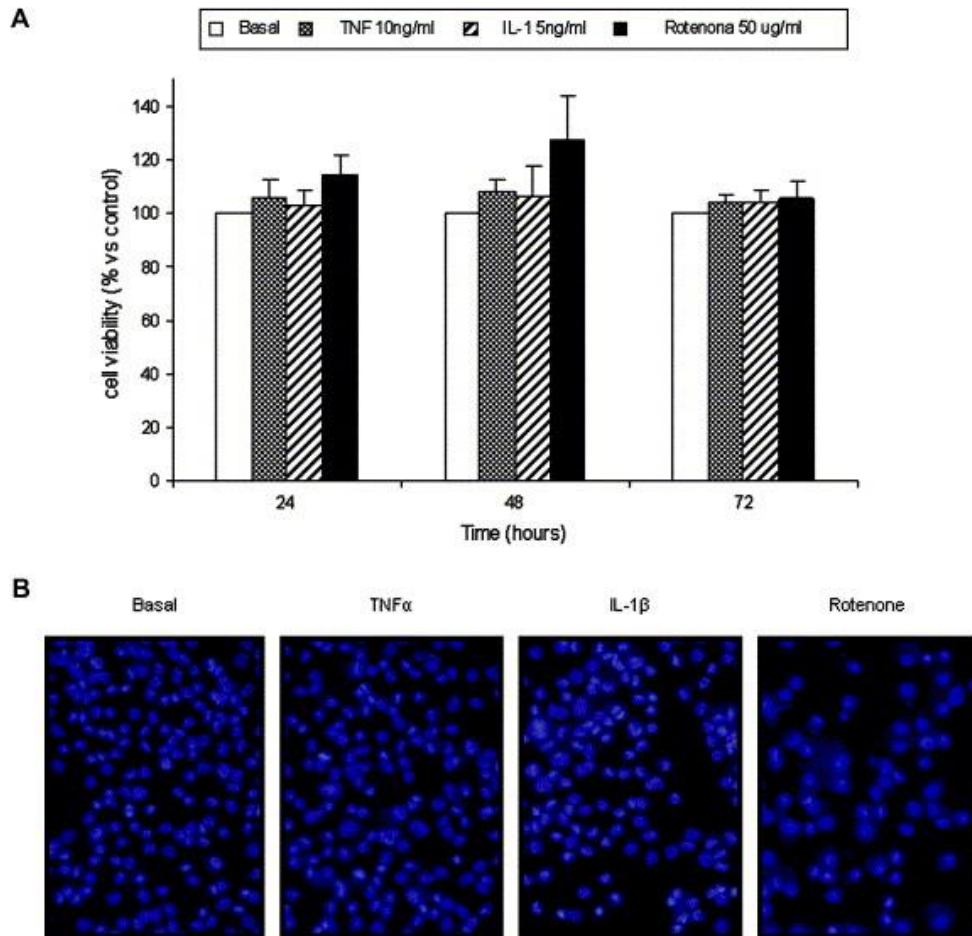 A
Basal TNF 10ng/ml IL-1 5ng/ml Rotenona 50 ug/ml
140
120
100
80
60
40
20
0
cell viability (% vs control)
24 48 72
Time (hours)
B
Basal TNFα IL-1β Rotenone